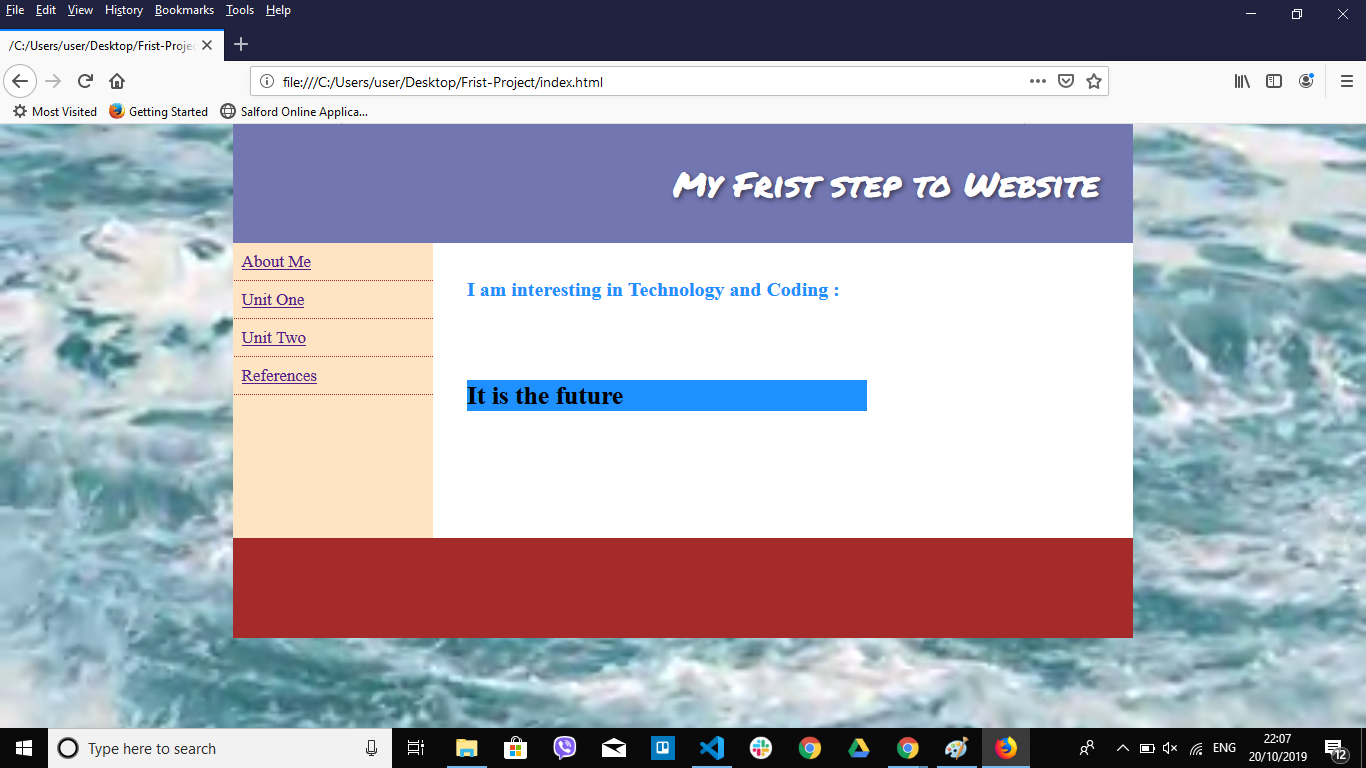 File Edit View History Bookmarks Tools Help
/C:/Users/user/Desktop/Frist-Proje
file:///C:/Users/user/Desktop/Frist-Project/index.html
Most Visited Getting Started Salford Online Applica...
My Frist step to Website
About Me
Unit One
Unit Two
References
I am interesting in Technology and Coding :
It is the future
Type here to search
ENG
22:07
20/10/2019
12